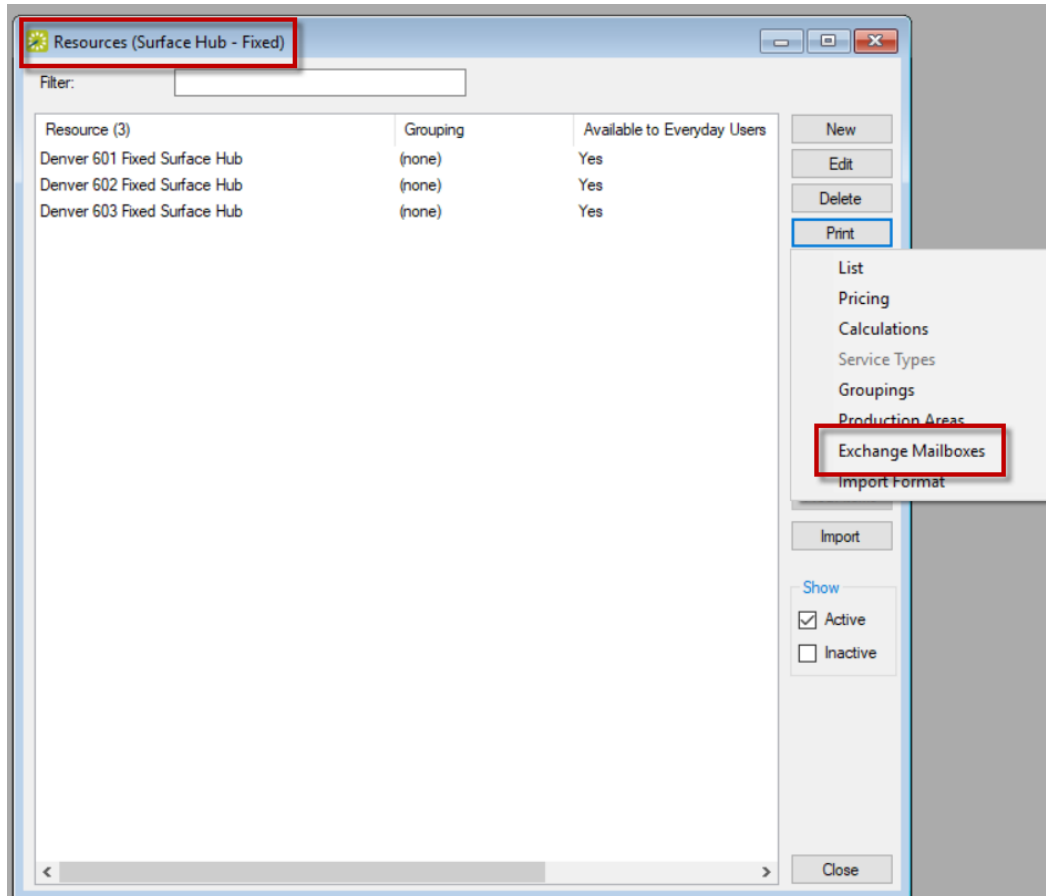 Resources (Surface Hub - Fixed)
Filter:
Resource (3) Grouping Available to Everyday Users
Denver 601 Fixed Surface Hub (none) Yes
Denver 602 Fixed Surface Hub (none) Yes
Denver 603 Fixed Surface Hub (none) Yes
New
Edit
Delete
Print
List
Pricing
Calculations
Service Types
Groupings
Production Areas
Exchange Mailboxes
Import Format
Import
Show
Active
Inactive
Close